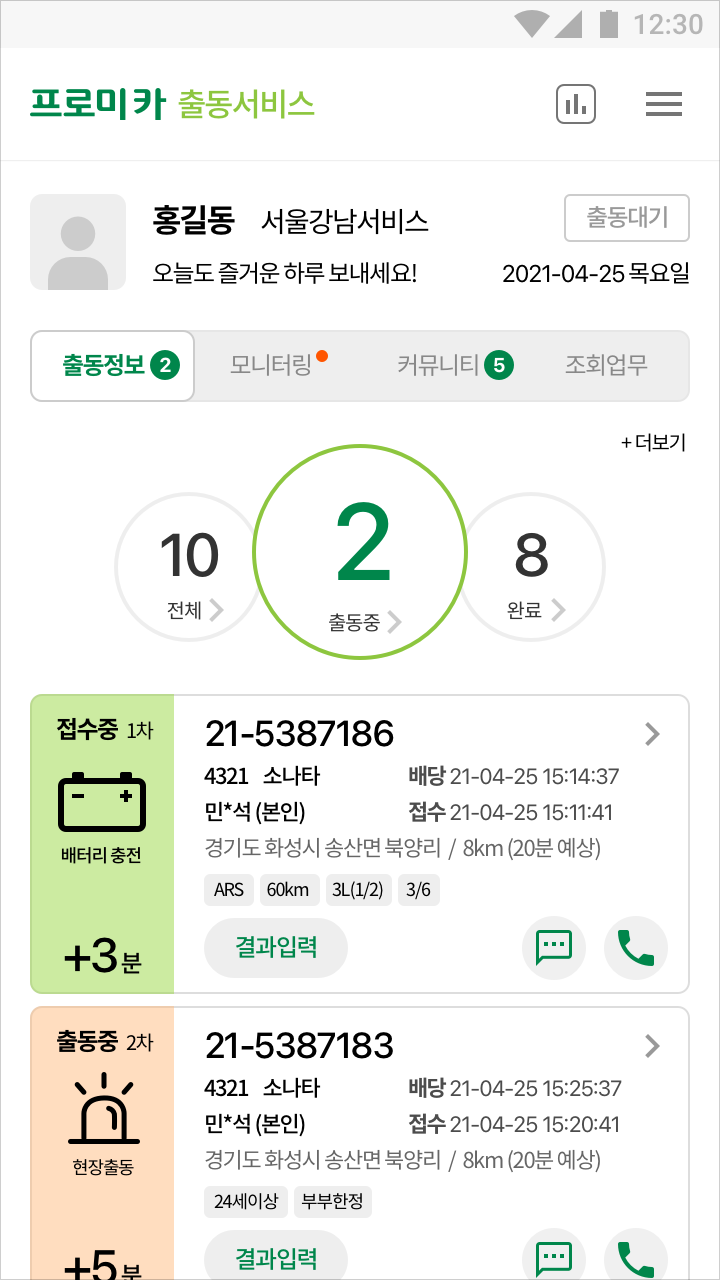 12:30
프로미카 출동서비스
홍길동 서울강남서비스 출동대기
오늘도 즐거운 하루 보내세요! 2021-04-25 목요일
출동정보 2 모니터링 커뮤니티 5 조회업무
+ 더보기
10 2 8
전체 출동중 완료
접수중 1차 21-5387186
4321 소나타 배당 21-04-25 15:14:37
민*석 (본인) 접수 21-04-25 15:11:41
배터리 충전 경기도 화성시 송산면 북양리 / 8km (20분 예상)
ARS 60km 3L(1/2) 3/6
+3분 결과입력
출동중 2차 21-5387183
4321 소나타 배당 21-04-25 15:25:37
민*석 (본인) 접수 21-04-25 15:20:41
현장출동 경기도 화성시 송산면 북양리 / 8km (20분 예상)
24세이상 부부한정
+5분 결과입력